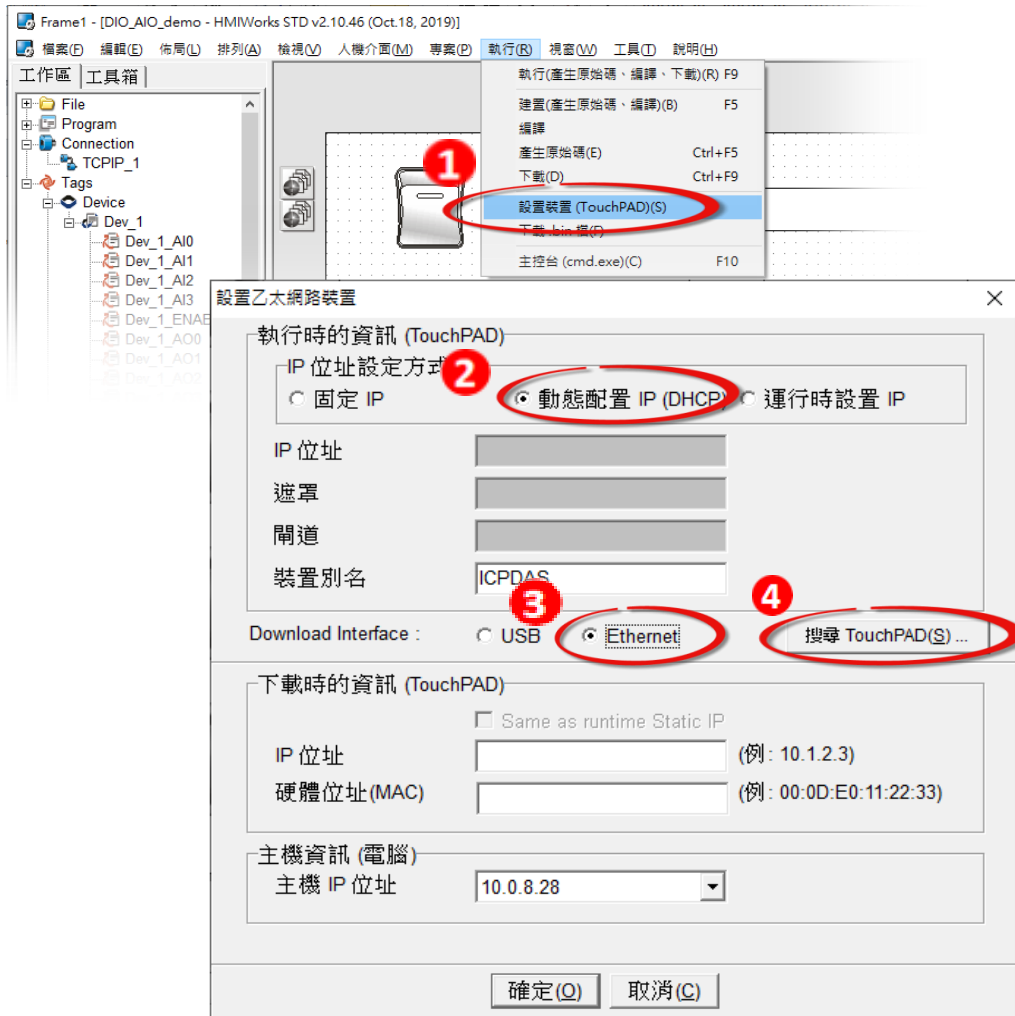 Frame1 - [DIO_AIO_demo - HMIWorks STD v2.10.46 (Oct.18, 2019)]
檔案(F) 編輯(E) 佈局(L) 排列(A) 檢視(V) 人機介面(M) 專案(P) 執行(R) 視窗(W) 工具(T) 說明(H)
工作區 工具箱
File
Program
Connection
TCPIP_1
Tags
Device
Dev_1
Dev_1_AI0
Dev_1_AI1
Dev_1_AI2
Dev_1_AI3
Dev_1_ENAB
Dev_1_AO0
Dev_1_AO1
Dev_1_AO2
執行(產生原始碼、編譯、下載)(R) F9
建置(產生原始碼、編譯)(B) F5
編譯
產生原始碼(E) Ctrl+F5
下載(D) Ctrl+F9
1
設置裝置 (TouchPAD)(S)
下載 .bin 檔(F)
主控台 (cmd.exe)(C) F10
設置乙太網路裝置
執行時的資訊 (TouchPAD)
IP 位址設定方式
2
固定 IP 動態配置 IP (DHCP) 運行時設置 IP
IP 位址
遮罩
閘道
裝置別名 ICPDAS
3 4
Download Interface : USB Ethernet 搜尋 TouchPAD(S) ...
下載時的資訊 (TouchPAD)
Same as runtime Static IP
IP 位址 (例 : 10.1.2.3)
硬體位址(MAC) (例 : 00:0D:E0:11:22:33)
主機資訊 (電腦)
主機 IP 位址 10.0.8.28
確定(O) 取消(C)